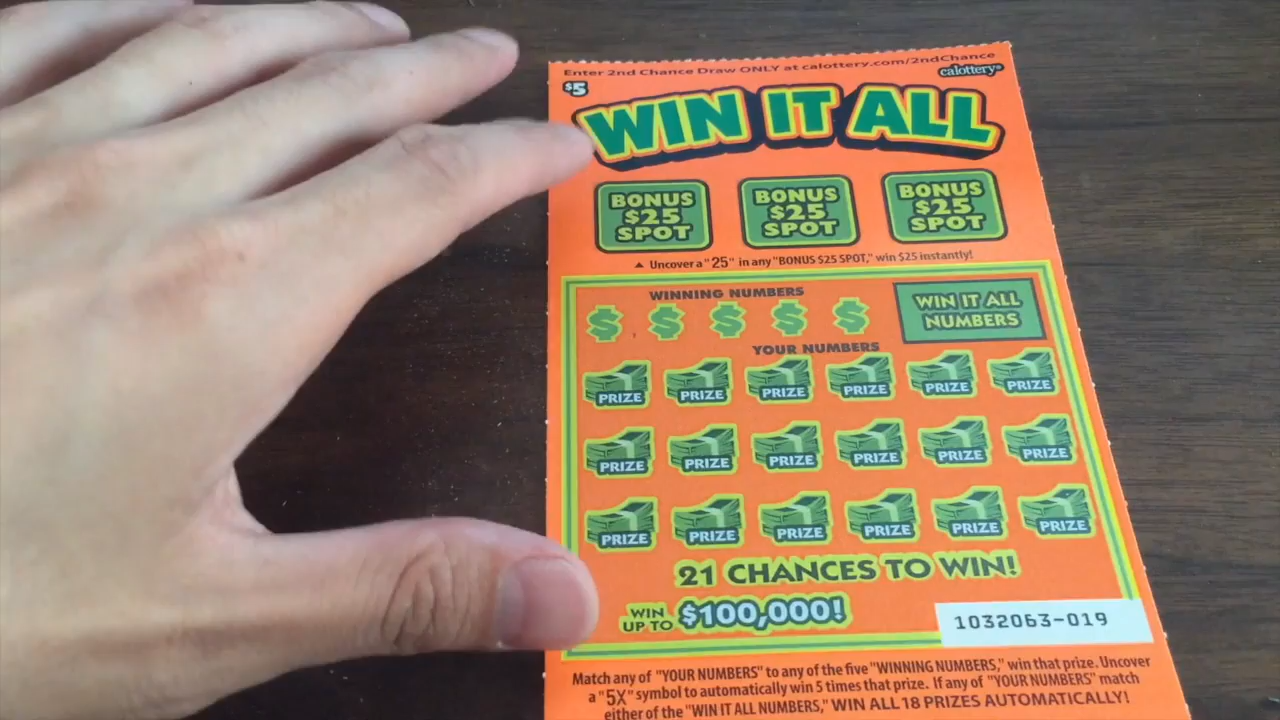 Enter 2nd Chance Draw ONLY at calottery.com/2ndChance
calottery
$5
WIN IT ALL
BONUS $25 SPOT
BONUS $25 SPOT
BONUS $25 SPOT
▲ Uncover a "25" in any "BONUS $25 SPOT," win $25 instantly!
WINNING NUMBERS
WIN IT ALL NUMBERS
$ $ $ $ $
YOUR NUMBERS
PRIZE PRIZE PRIZE PRIZE PRIZE PRIZE
PRIZE PRIZE PRIZE PRIZE PRIZE PRIZE
PRIZE PRIZE PRIZE PRIZE PRIZE PRIZE
21 CHANCES TO WIN!
WIN UP TO $100,000!
1032063-019
Match any of "YOUR NUMBERS" to any of the five "WINNING NUMBERS," win that prize. Uncover
a "5X" symbol to automatically win 5 times that prize. If any of "YOUR NUMBERS" match
either of the "WIN IT ALL NUMBERS," WIN ALL 18 PRIZES AUTOMATICALLY!